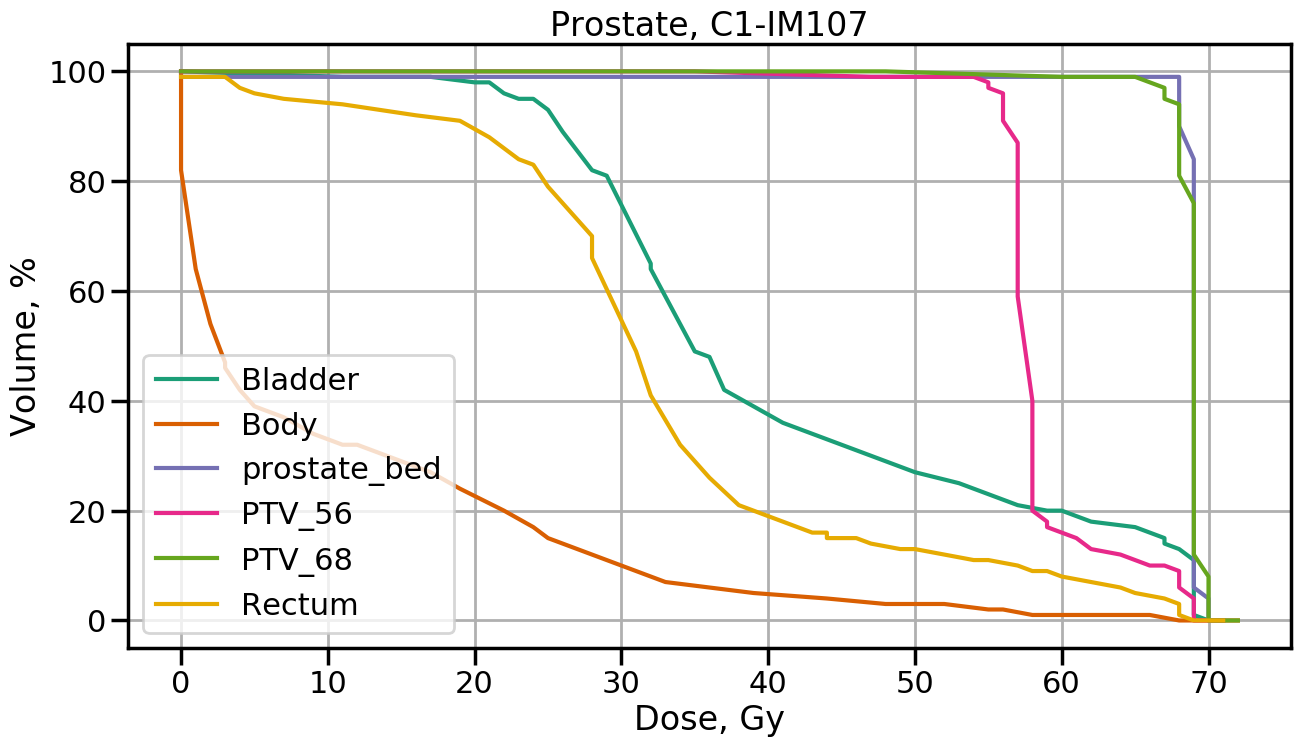 Prostate, C1-IM107
Volume, %
100
80
60
40
20
0
Bladder
Body
prostate_bed
PTV_56
PTV_68
Rectum
0 10 20 30 40 50 60 70
Dose, Gy